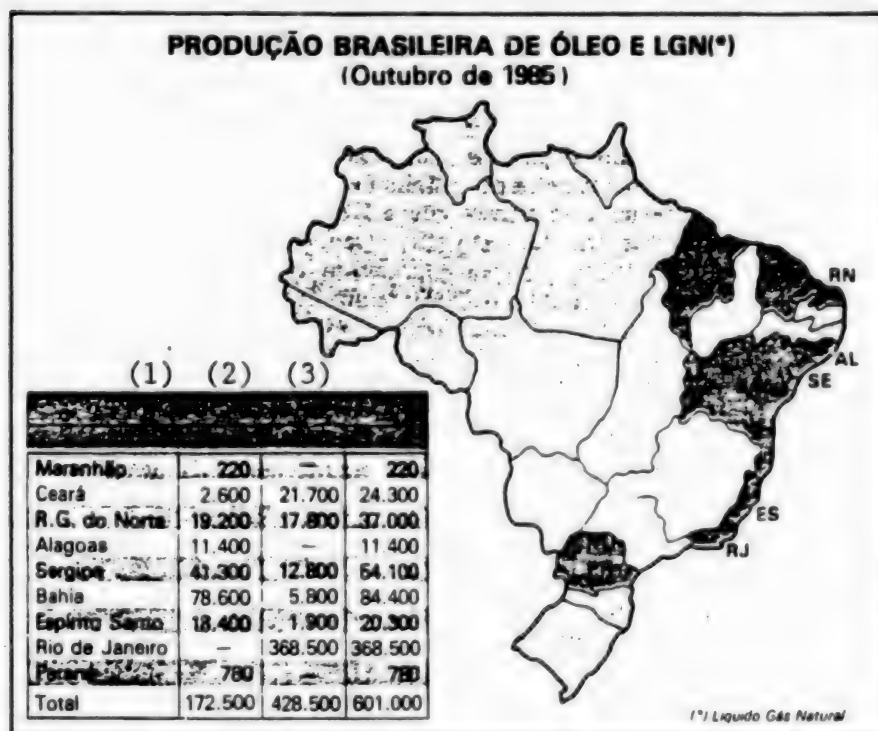 PRODUÇÃO BRASILEIRA DE ÓLEO E LGN(*)
(Outubro de 1985)
RN
AL
SE
ES
RJ
(1) (2) (3)
Maranhão 220 — 220
Ceará 2.600 21.700 24.300
R.G. do Norte 19.200 17.800 37.000
Alagoas 11.400 — 11.400
Sergipe 41.300 12.800 54.100
Bahia 78.600 5.800 84.400
Espírito Santo 18.400 1.900 20.300
Rio de Janeiro — 368.500 368.500
Paraná 780 — 780
Total 172.500 428.500 601.000
(*) Liquido Gás Natural